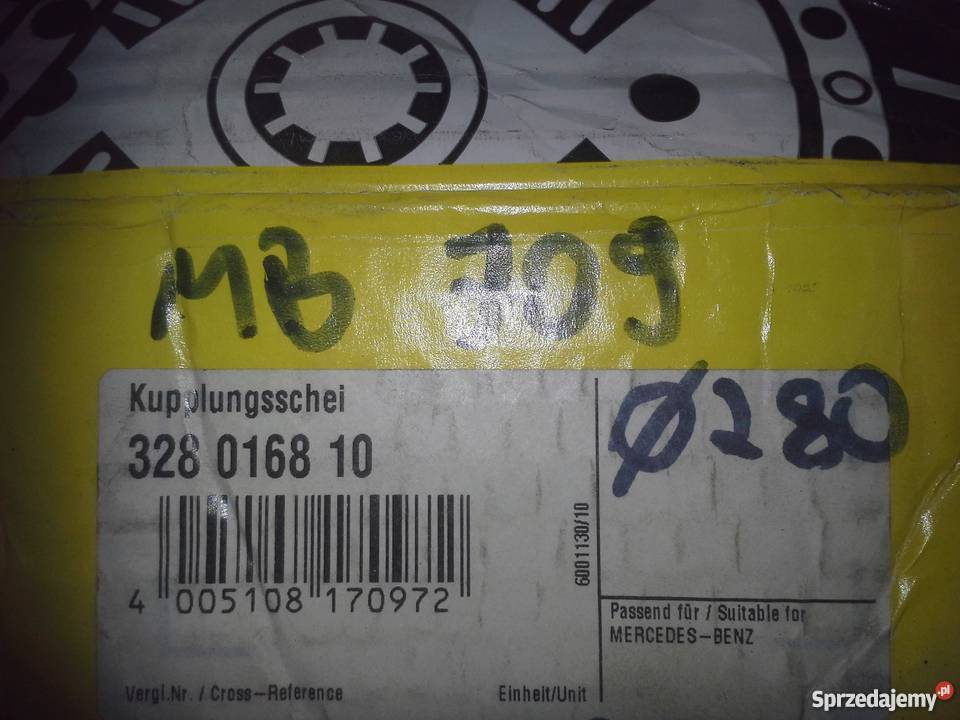 MB 709
Kupplungsschei
Ø280
328 0168 10
6001130/10
4 005108 170972
Passend für / Suitable for
MERCEDES-BENZ
Vergl.Nr. / Cross-Reference
Einheit/Unit
Sprzedajemy.pl